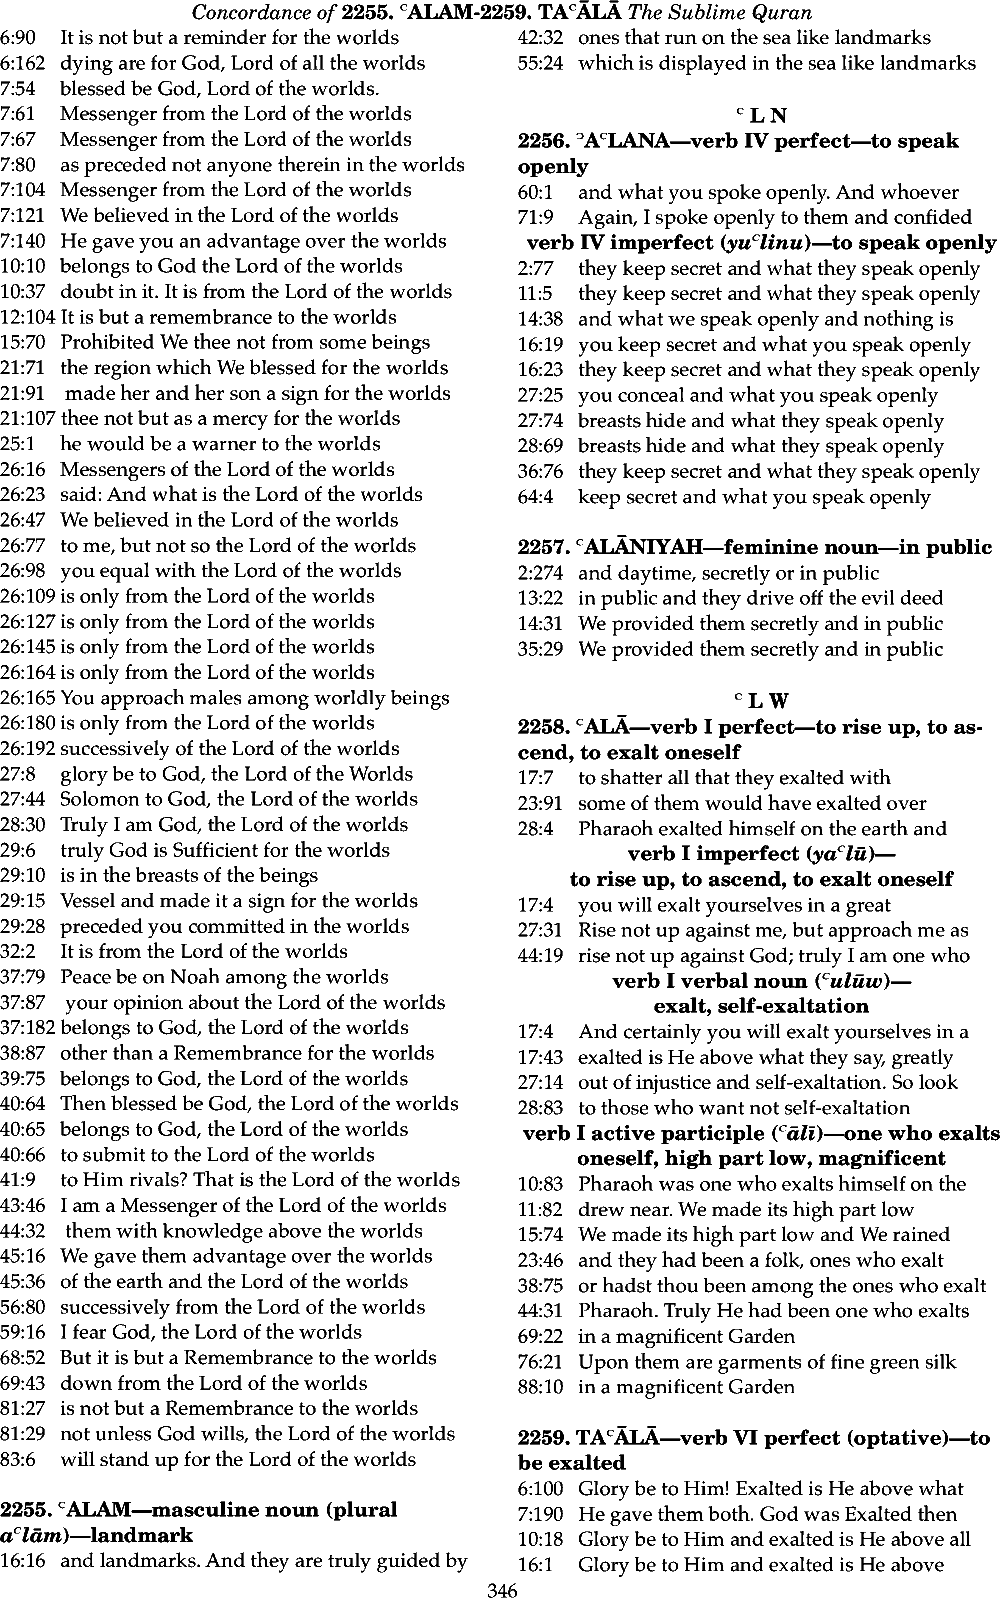 Concordance of 2255. ᶜALAM-2259. TAᶜĀLĀ The Sublime Quran
6:90 It is not but a reminder for the worlds
6:162 dying are for God, Lord of all the worlds
7:54 blessed be God, Lord of the worlds.
7:61 Messenger from the Lord of the worlds
7:67 Messenger from the Lord of the worlds
7:80 as preceded not anyone therein in the worlds
7:104 Messenger from the Lord of the worlds
7:121 We believed in the Lord of the worlds
7:140 He gave you an advantage over the worlds
10:10 belongs to God the Lord of the worlds
10:37 doubt in it. It is from the Lord of the worlds
12:104 It is but a remembrance to the worlds
15:70 Prohibited We thee not from some beings
21:71 the region which We blessed for the worlds
21:91 made her and her son a sign for the worlds
21:107 thee not but as a mercy for the worlds
25:1 he would be a warner to the worlds
26:16 Messengers of the Lord of the worlds
26:23 said: And what is the Lord of the worlds
26:47 We believed in the Lord of the worlds
26:77 to me, but not so the Lord of the worlds
26:98 you equal with the Lord of the worlds
26:109 is only from the Lord of the worlds
26:127 is only from the Lord of the worlds
26:145 is only from the Lord of the worlds
26:164 is only from the Lord of the worlds
26:165 You approach males among worldly beings
26:180 is only from the Lord of the worlds
26:192 successively of the Lord of the worlds
27:8 glory be to God, the Lord of the Worlds
27:44 Solomon to God, the Lord of the worlds
28:30 Truly I am God, the Lord of the worlds
29:6 truly God is Sufficient for the worlds
29:10 is in the breasts of the beings
29:15 Vessel and made it a sign for the worlds
29:28 preceded you committed in the worlds
32:2 It is from the Lord of the worlds
37:79 Peace be on Noah among the worlds
37:87 your opinion about the Lord of the worlds
37:182 belongs to God, the Lord of the worlds
38:87 other than a Remembrance for the worlds
39:75 belongs to God, the Lord of the worlds
40:64 Then blessed be God, the Lord of the worlds
40:65 belongs to God, the Lord of the worlds
40:66 to submit to the Lord of the worlds
41:9 to Him rivals? That is the Lord of the worlds
43:46 I am a Messenger of the Lord of the worlds
44:32 them with knowledge above the worlds
45:16 We gave them advantage over the worlds
45:36 of the earth and the Lord of the worlds
56:80 successively from the Lord of the worlds
59:16 I fear God, the Lord of the worlds
68:52 But it is but a Remembrance to the worlds
69:43 down from the Lord of the worlds
81:27 is not but a Remembrance to the worlds
81:29 not unless God wills, the Lord of the worlds
83:6 will stand up for the Lord of the worlds
2255. ᶜALAM—masculine noun (plural
aᶜlām)—landmark
16:16 and landmarks. And they are truly guided by
42:32 ones that run on the sea like landmarks
55:24 which is displayed in the sea like landmarks
ᶜ L N
2256. ᵓAᶜLANA—verb IV perfect—to speak
openly
60:1 and what you spoke openly. And whoever
71:9 Again, I spoke openly to them and confided
verb IV imperfect (yuᶜlinu)—to speak openly
2:77 they keep secret and what they speak openly
11:5 they keep secret and what they speak openly
14:38 and what we speak openly and nothing is
16:19 you keep secret and what you speak openly
16:23 they keep secret and what they speak openly
27:25 you conceal and what you speak openly
27:74 breasts hide and what they speak openly
28:69 breasts hide and what they speak openly
36:76 they keep secret and what they speak openly
64:4 keep secret and what you speak openly
2257. ᶜALĀNIYAH—feminine noun—in public
2:274 and daytime, secretly or in public
13:22 in public and they drive off the evil deed
14:31 We provided them secretly and in public
35:29 We provided them secretly and in public
ᶜ L W
2258. ᶜALĀ—verb I perfect—to rise up, to as-
cend, to exalt oneself
17:7 to shatter all that they exalted with
23:91 some of them would have exalted over
28:4 Pharaoh exalted himself on the earth and
verb I imperfect (yaᶜlū)—
to rise up, to ascend, to exalt oneself
17:4 you will exalt yourselves in a great
27:31 Rise not up against me, but approach me as
44:19 rise not up against God; truly I am one who
verb I verbal noun (ᶜulūw)—
exalt, self-exaltation
17:4 And certainly you will exalt yourselves in a
17:43 exalted is He above what they say, greatly
27:14 out of injustice and self-exaltation. So look
28:83 to those who want not self-exaltation
verb I active participle (ᶜālī)—one who exalts
oneself, high part low, magnificent
10:83 Pharaoh was one who exalts himself on the
11:82 drew near. We made its high part low
15:74 We made its high part low and We rained
23:46 and they had been a folk, ones who exalt
38:75 or hadst thou been among the ones who exalt
44:31 Pharaoh. Truly He had been one who exalts
69:22 in a magnificent Garden
76:21 Upon them are garments of fine green silk
88:10 in a magnificent Garden
2259. TAᶜĀLĀ—verb VI perfect (optative)—to
be exalted
6:100 Glory be to Him! Exalted is He above what
7:190 He gave them both. God was Exalted then
10:18 Glory be to Him and exalted is He above all
16:1 Glory be to Him and exalted is He above
346